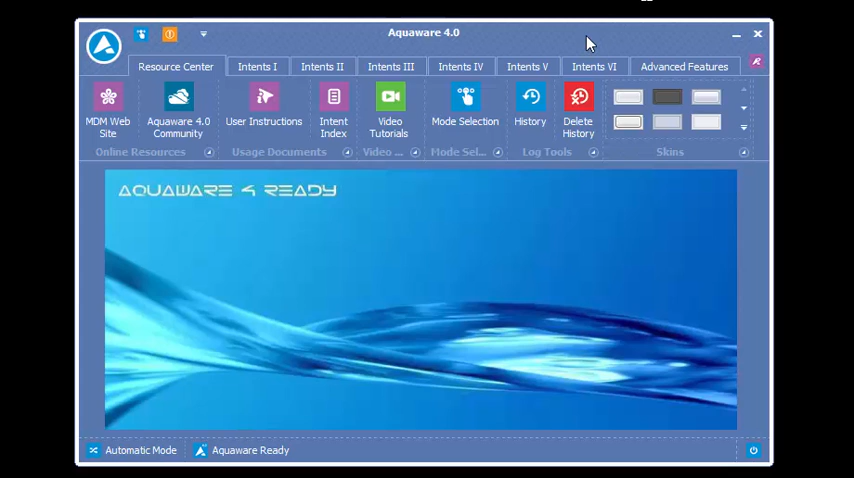 Aquaware 4.0
Resource Center Intents I Intents II Intents III Intents IV Intents V Intents VI Advanced Features
MDM Web Site
Aquaware 4.0 Community
User Instructions
Intent Index
Video Tutorials
Mode Selection
History
Delete History
Online Resources Usage Documents Video ... Mode Sel... Log Tools Skins
AQUAWARE 4 READY
Automatic Mode Aquaware Ready